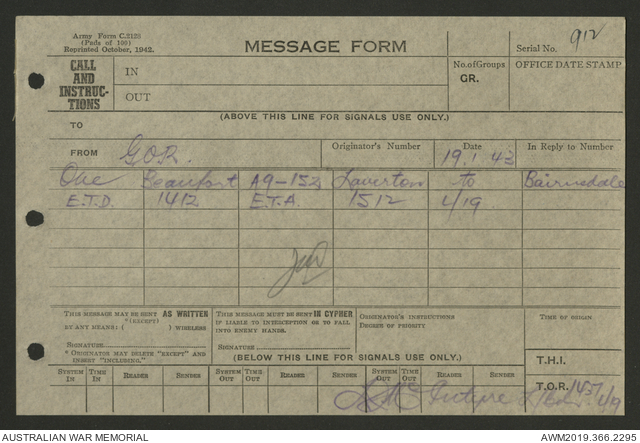 Army Form C.2128
(Pads of 100)
Reprinted October, 1942.
MESSAGE FORM
Serial No. 912
CALL AND INSTRUC-TIONS
IN
OUT
No. of Groups
GR.
OFFICE DATE STAMP
(ABOVE THIS LINE FOR SIGNALS USE ONLY.)
TO
FROM G.O.R.
Originator's Number
Date
19.1.43
In Reply to Number
One Beaufort A9-152 Laverton to Bairnsdale
E.T.D. 1412 E.T.A. 1512 4/19
THIS MESSAGE MAY BE SENT AS WRITTEN
*(EXCEPT)
BY ANY MEANS: ( ) WIRELESS
SIGNATURE
* ORIGINATOR MAY DELETE "EXCEPT" AND INSERT "INCLUDING."
THIS MESSAGE MUST BE SENT IN CYPHER
IF LIABLE TO INTERCEPTION OR TO FALL
INTO ENEMY HANDS.
SIGNATURE
ORIGINATOR'S INSTRUCTIONS
DEGREE OF PRIORITY
TIME OF ORIGIN
(BELOW THIS LINE FOR SIGNALS USE ONLY.)
T.H.I.
SYSTEM IN TIME IN READER SENDER SYSTEM OUT TIME OUT READER SENDER SYSTEM OUT TIME OUT READER SENDER
T.O.R.
McIntyre 4/19
AUSTRALIAN WAR MEMORIAL
AWM2019.366.2295